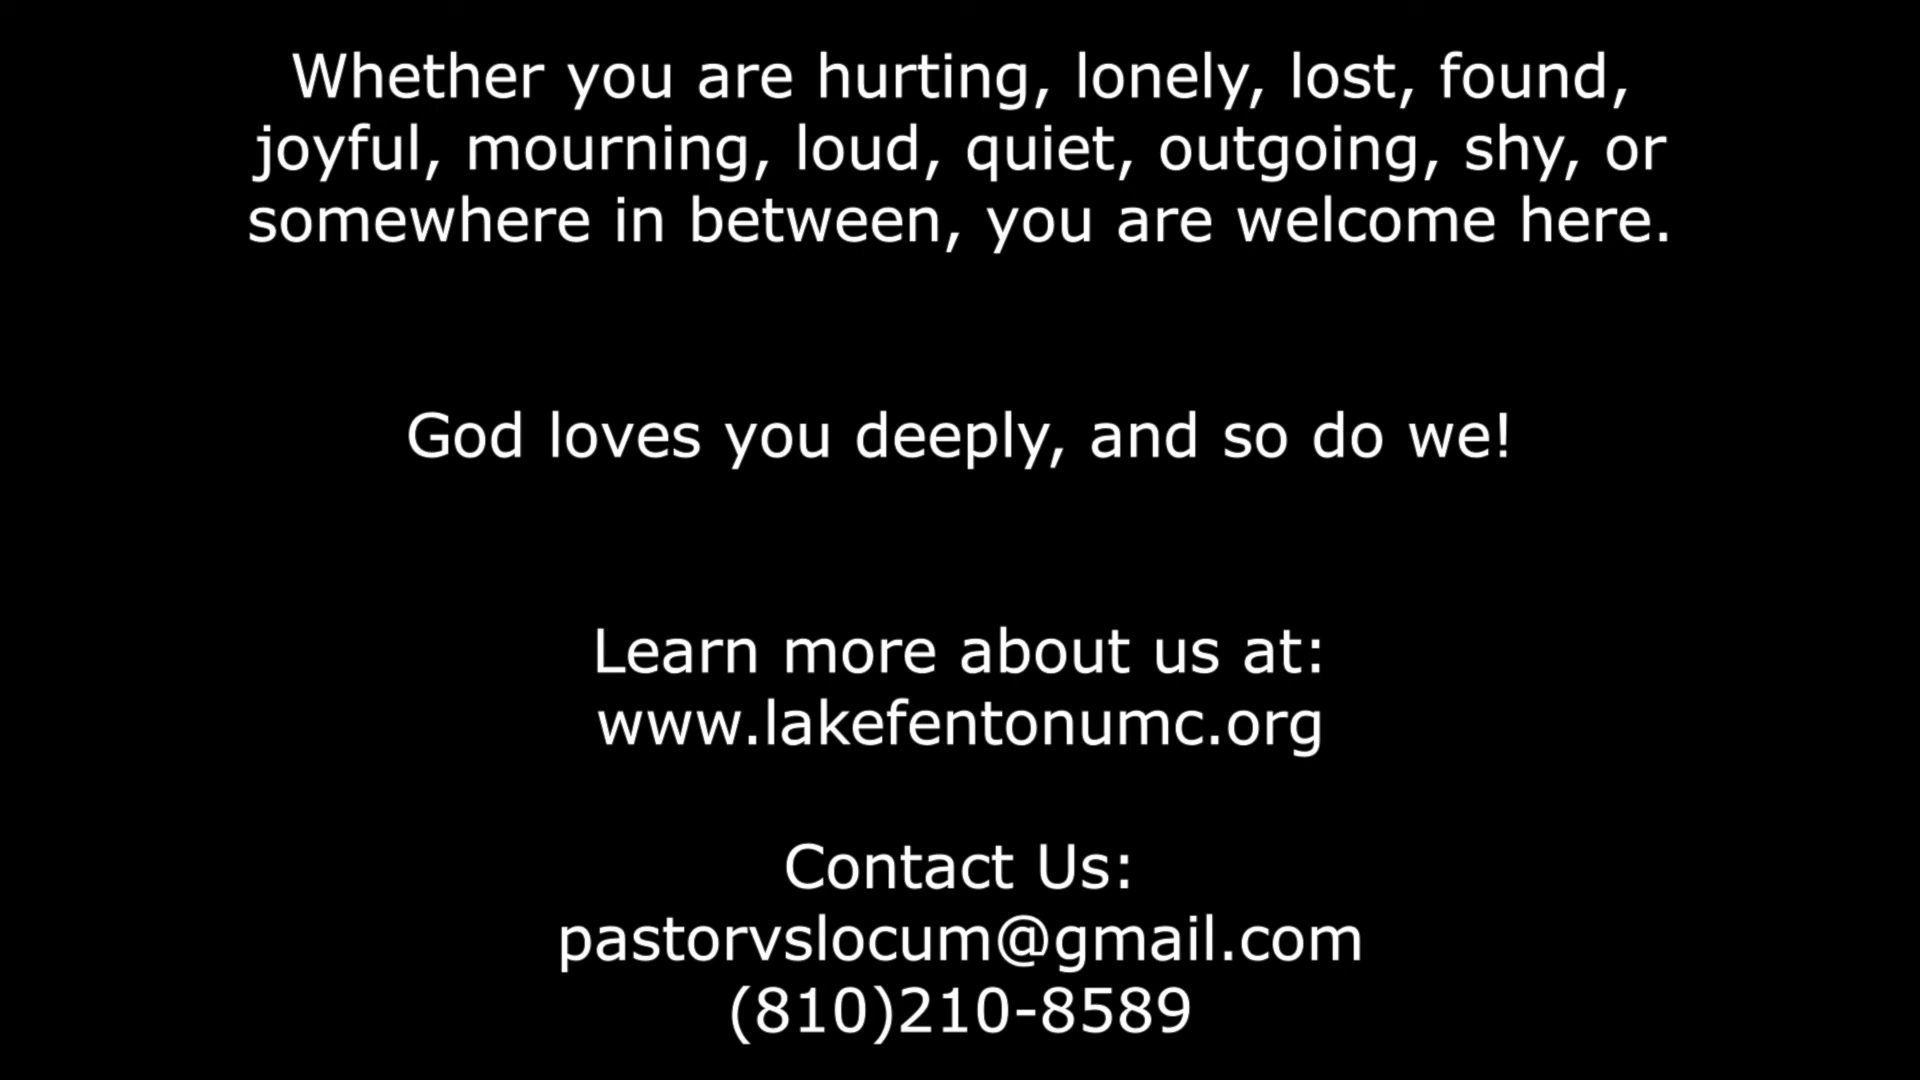 Whether you are hurting, lonely, lost, found,
joyful, mourning, loud, quiet, outgoing, shy, or
somewhere in between, you are welcome here.
God loves you deeply, and so do we!
Learn more about us at:
www.lakefentonumc.org
Contact Us:
pastorvslocum@gmail.com
(810)210-8589